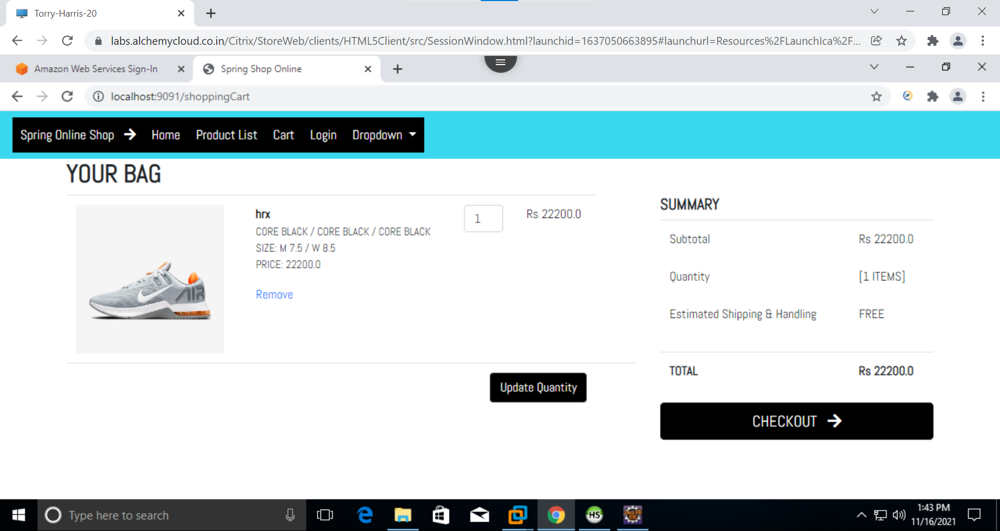 Torry-Harris-20
labs.alchemycloud.co.in/Citrix/StoreWeb/clients/HTML5Client/src/SessionWindow.html?launchid=1637050663895#launchurl=Resources%2FLaunchIca%2F...
Amazon Web Services Sign-In
Spring Shop Online
localhost:9091/shoppingCart
Spring Online Shop
Home
Product List
Cart
Login
Dropdown
YOUR BAG
hrx
CORE BLACK / CORE BLACK / CORE BLACK
SIZE: M 7.5 / W 8.5
PRICE: 22200.0
Remove
1
Rs 22200.0
Update Quantity
SUMMARY
Subtotal Rs 22200.0
Quantity [1 ITEMS]
Estimated Shipping & Handling FREE
TOTAL Rs 22200.0
CHECKOUT
Type here to search
HS
Java EE
IDE
1:43 PM
11/16/2021